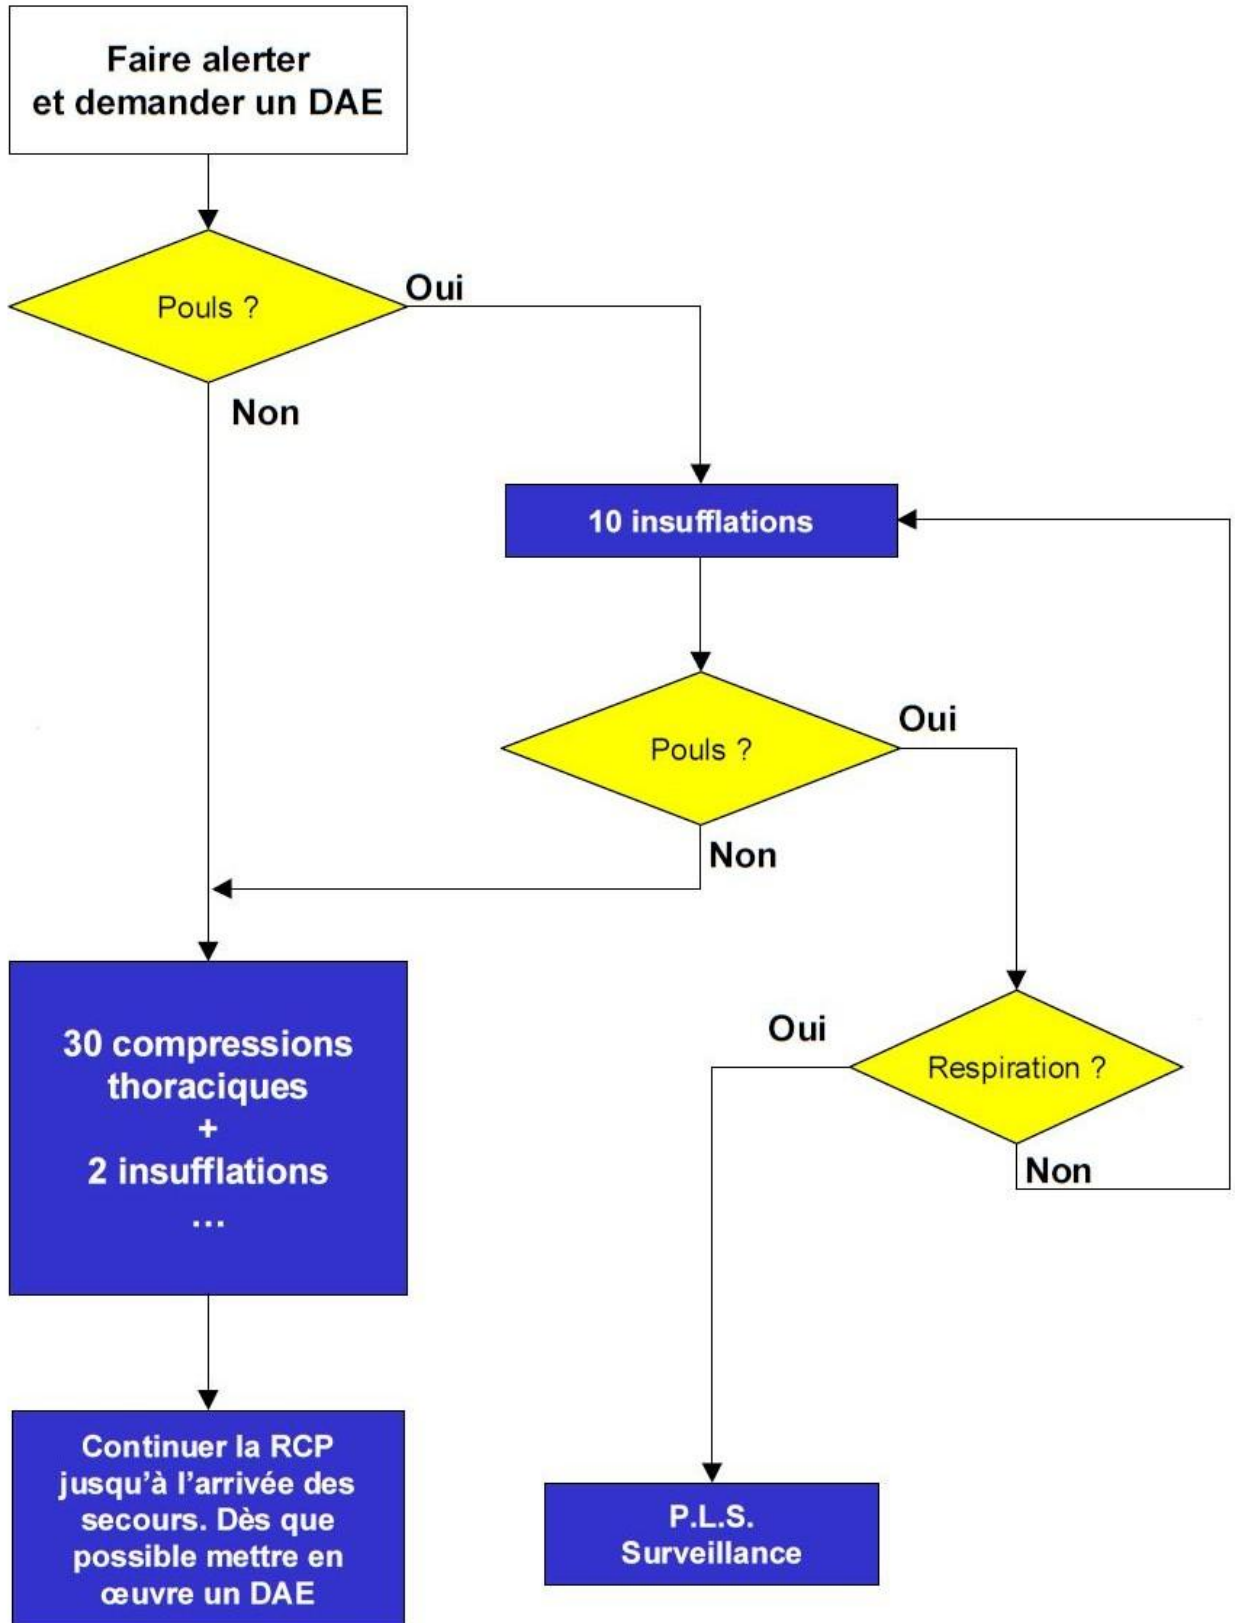 Faire alerter
et demander un DAE
Pouls ?
Oui
Non
10 insufflations
Pouls ?
Oui
Non
30 compressions
thoraciques
+
2 insufflations
...
Oui
Respiration ?
Non
Continuer la RCP
jusqu'à l'arrivée des
secours. Dès que
possible mettre en
œuvre un DAE
P.L.S.
Surveillance